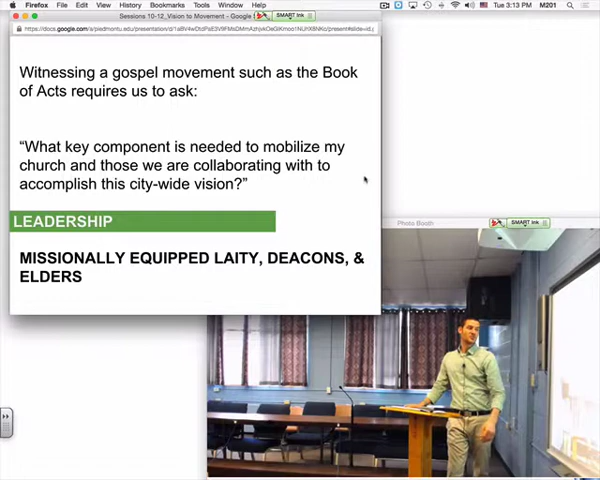 Firefox File Edit View History Bookmarks Tools Window Help
Tue 3:13 PM M201
Sessions 10-12_Vision to Movement - Google
SMART Ink
Witnessing a gospel movement such as the Book
of Acts requires us to ask:
“What key component is needed to mobilize my
church and those we are collaborating with to
accomplish this city-wide vision?”
LEADERSHIP
MISSIONALLY EQUIPPED LAITY, DEACONS, &
ELDERS
Photo Booth
SMART Ink